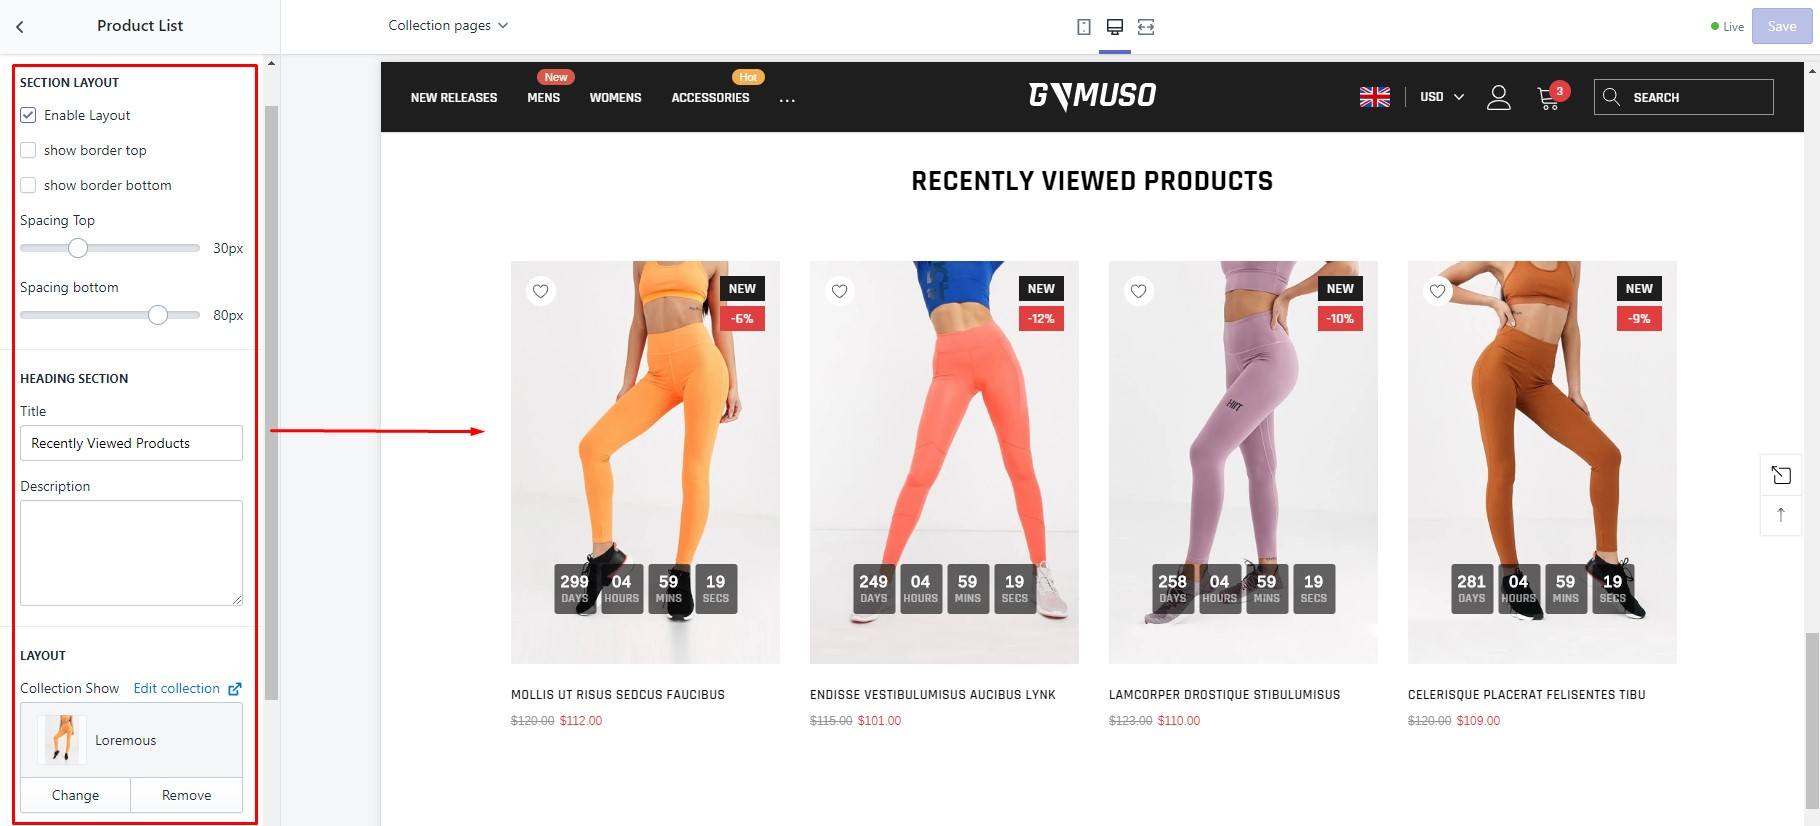 Product List
Collection pages
Live
Save
SECTION LAYOUT
Enable Layout
show border top
show border bottom
Spacing Top
30px
Spacing bottom
80px
HEADING SECTION
Title
Recently Viewed Products
Description
LAYOUT
Collection Show Edit collection
Loremous
Change Remove
New Hot
NEW RELEASES MENS WOMENS ACCESSORIES ...
GVMUSO
USD
3
SEARCH
RECENTLY VIEWED PRODUCTS
NEW NEW NEW NEW
-6% -12% -10% -9%
HIIT
299 04 59 19 249 04 59 19 258 04 59 19 281 04 59 19
DAYS HOURS MINS SECS DAYS HOURS MINS SECS DAYS HOURS MINS SECS DAYS HOURS MINS SECS
MOLLIS UT RISUS SEDCUS FAUCIBUS ENDISSE VESTIBULUMISUS AUCIBUS LYNK LAMCORPER DROSTIQUE STIBULUMISUS CELERISQUE PLACERAT FELISENTES TIBU
$120.00 $112.00 $115.00 $101.00 $123.00 $110.00 $120.00 $109.00